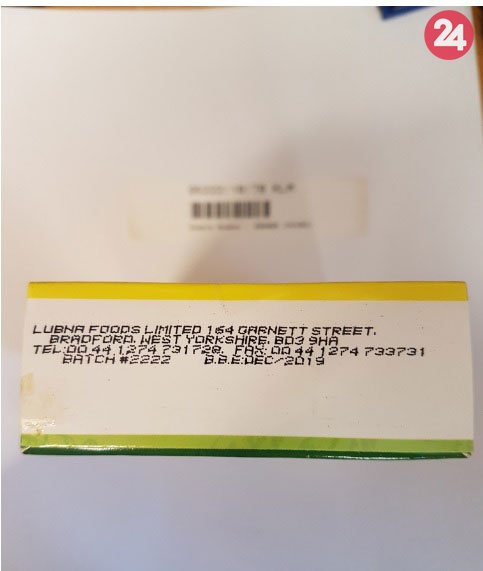 24
LUBNA FOODS LIMITED 164 GARNETT STREET,
BRADFORD, WEST YORKSHIRE, BD3 9HA
TEL:00 44 1274 731728, FAX:00 44 1274 733731
BATCH #2222 B.B.E:DEC/2019